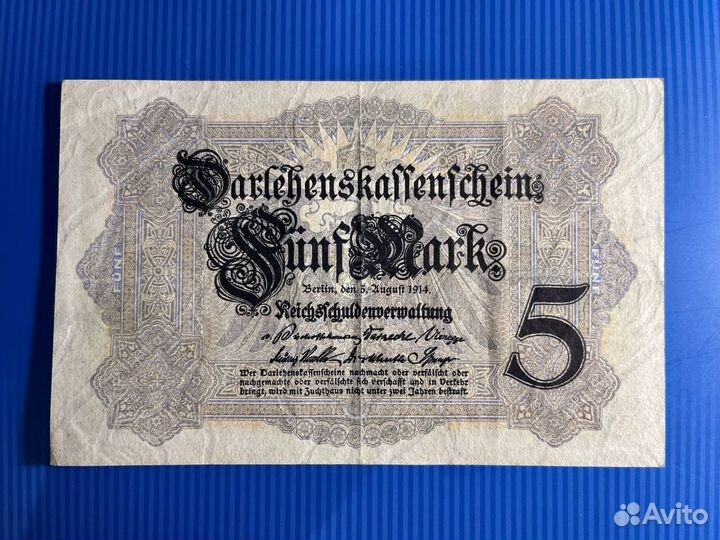 Darlehenskassenschein
Fünf Mark
Berlin, den 5. August 1914.
Reichsschuldenverwaltung
5
FÜNF
FÜNF
Wer Darlehenskassenscheine nachmacht oder verfälscht oder
nachgemachte oder verfälschte sich verschafft und in Verkehr
bringt, wird mit Zuchthaus nicht unter zwei Jahren bestraft.
Avito